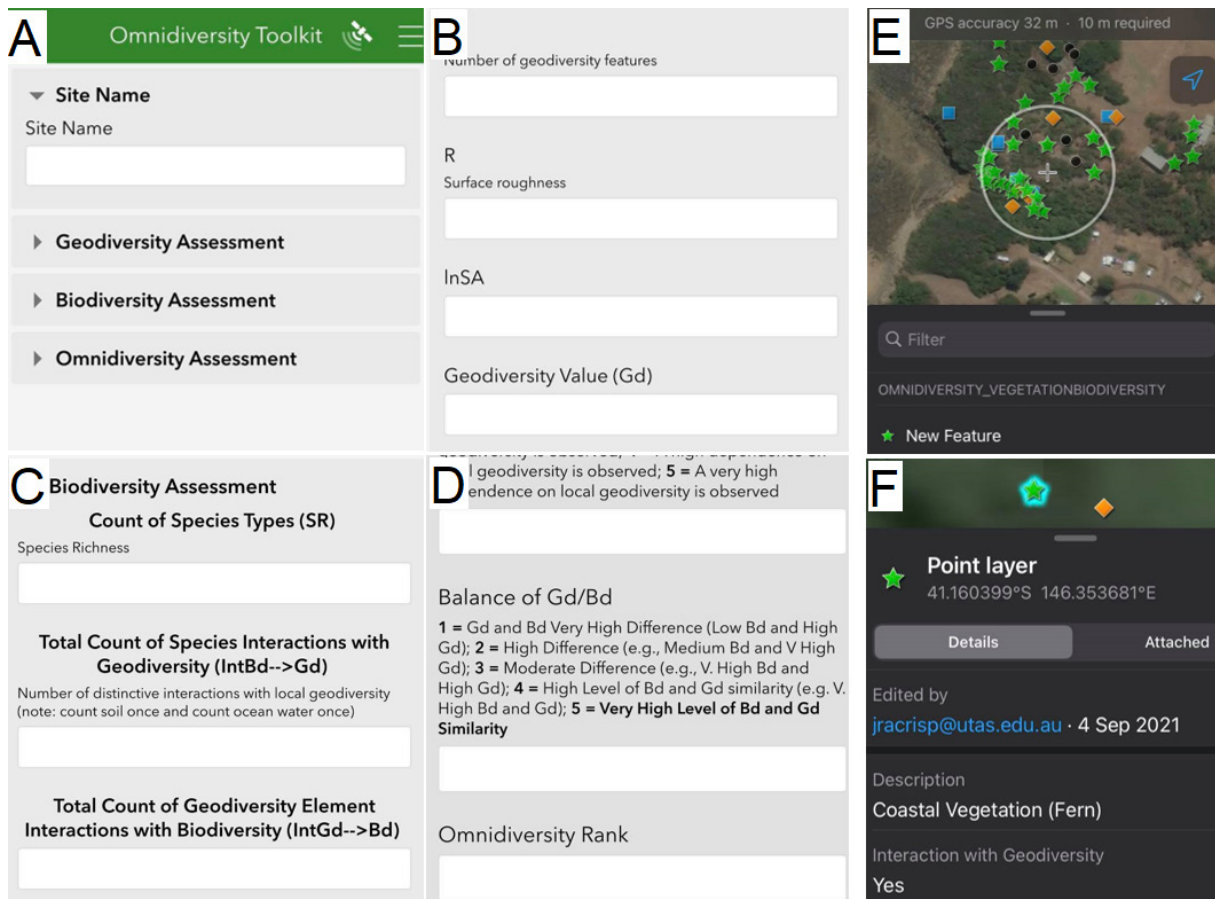 A
Omnidiversity Toolkit
Site Name
Site Name
Geodiversity Assessment
Biodiversity Assessment
Omnidiversity Assessment
B
Number of geodiversity features
R
Surface roughness
lnSA
Geodiversity Value (Gd)
C
Biodiversity Assessment
Count of Species Types (SR)
Species Richness
Total Count of Species Interactions with
Geodiversity (IntBd-->Gd)
Number of distinctive interactions with local geodiversity
(note: count soil once and count ocean water once)
Total Count of Geodiversity Element
Interactions with Biodiversity (IntGd-->Bd)
D
l geodiversity is observed; 5 = A very high
endence on local geodiversity is observed
Balance of Gd/Bd
1 = Gd and Bd Very High Difference (Low Bd and High
Gd); 2 = High Difference (e.g., Medium Bd and V High
Gd); 3 = Moderate Difference (e.g., V. High Bd and
High Gd); 4 = High Level of Bd and Gd similarity (e.g. V.
High Bd and Gd); 5 = Very High Level of Bd and Gd
Similarity
Omnidiversity Rank
E
GPS accuracy 32 m · 10 m required
Filter
OMNIDIVERSITY_VEGETATIONBIODIVERSITY
New Feature
F
Point layer
41.160399°S 146.353681°E
Details
Attached
Edited by
jracrisp@utas.edu.au · 4 Sep 2021
Description
Coastal Vegetation (Fern)
Interaction with Geodiversity
Yes